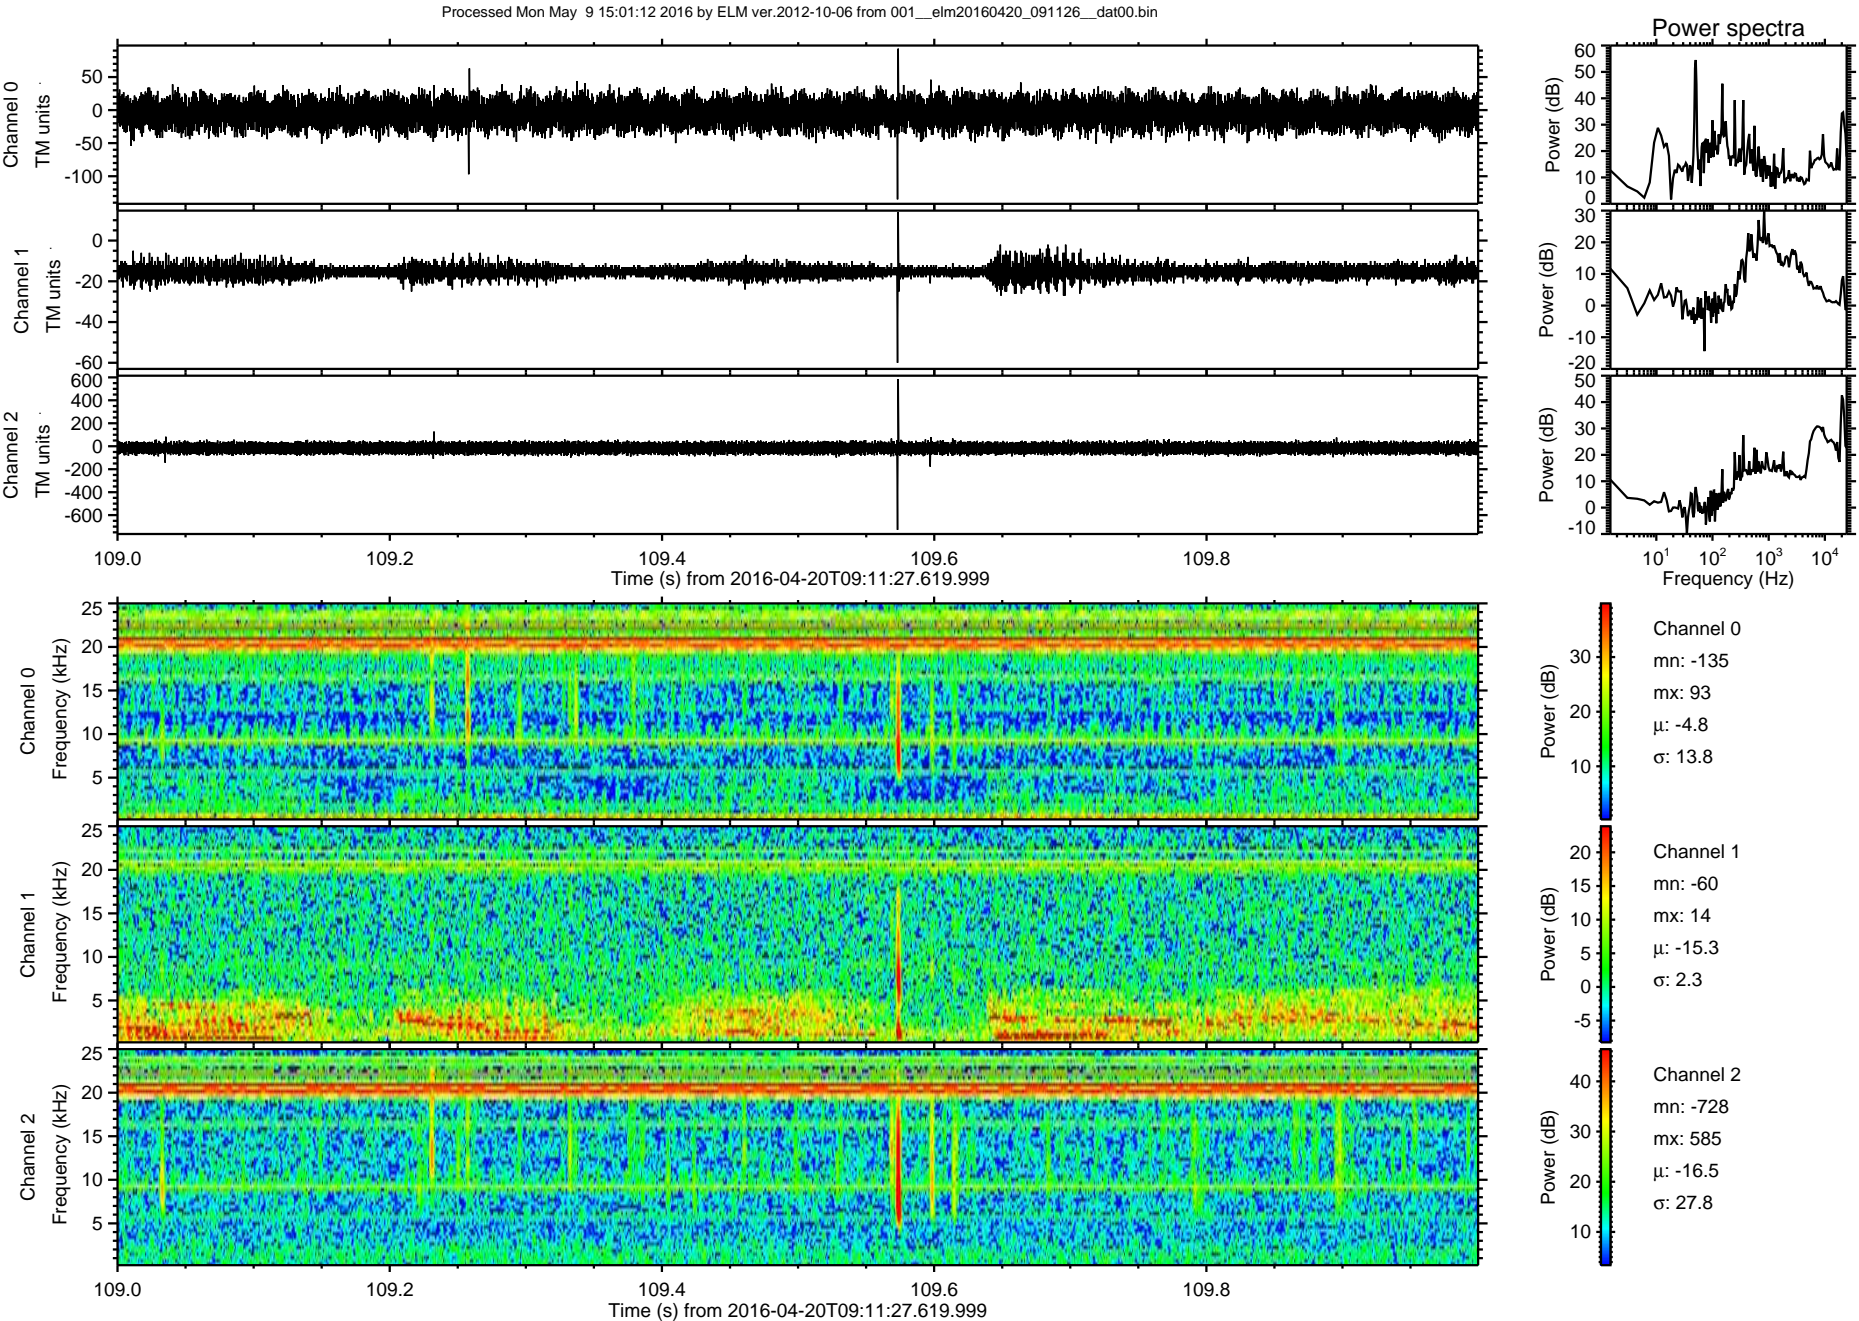 Processed Mon May  9 15:01:12 2016 by ELM ver.2012-10-06 from 001__elm20160420_091126__dat00.bin
Power spectra
Channel 0
TM units
50
0
-50
-100
Power (dB)
60
50
40
30
20
10
0
Channel 1
TM units
0
-20
-40
-60
Power (dB)
30
20
10
0
-10
-20
Channel 2
TM units
600
400
200
0
-200
-400
-600
Power (dB)
50
40
30
20
10
0
-10
109.0 109.2 109.4 109.6 109.8
Time (s) from 2016-04-20T09:11:27.619.999
10^1 10^2 10^3 10^4
Frequency (Hz)
Channel 0
Frequency (kHz)
25
20
15
10
5
Power (dB)
30
20
10
Channel 0
mn: -135
mx: 93
μ: -4.8
σ: 13.8
Channel 1
Frequency (kHz)
25
20
15
10
5
Power (dB)
20
15
10
5
0
-5
Channel 1
mn: -60
mx: 14
μ: -15.3
σ: 2.3
Channel 2
Frequency (kHz)
25
20
15
10
5
Power (dB)
40
30
20
10
Channel 2
mn: -728
mx: 585
μ: -16.5
σ: 27.8
109.0 109.2 109.4 109.6 109.8
Time (s) from 2016-04-20T09:11:27.619.999